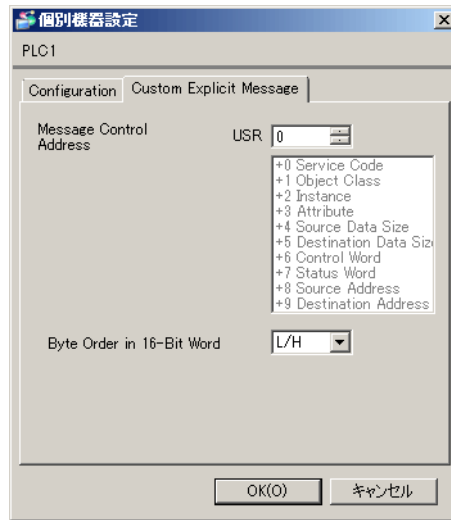 個別機器設定
PLC1
Configuration
Custom Explicit Message
Message Control
Address
USR 0
+0 Service Code
+1 Object Class
+2 Instance
+3 Attribute
+4 Source Data Size
+5 Destination Data Siz
+6 Control Word
+7 Status Word
+8 Source Address
+9 Destination Address
Byte Order in 16-Bit Word
L/H
OK(O)
キャンセル